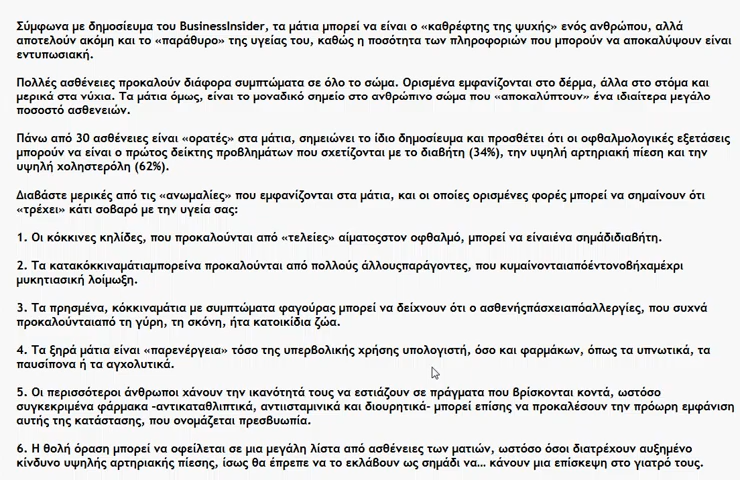 Σύμφωνα με δημοσίευμα του BusinessInsider, τα μάτια μπορεί να είναι ο «καθρέφτης της ψυχής» ενός ανθρώπου, αλλά
αποτελούν ακόμη και το «παράθυρο» της υγείας του, καθώς η ποσότητα των πληροφοριών που μπορούν να αποκαλύψουν είναι
εντυπωσιακή.
Πολλές ασθένειες προκαλούν διάφορα συμπτώματα σε όλο το σώμα. Ορισμένα εμφανίζονται στο δέρμα, άλλα στο στόμα και
μερικά στα νύχια. Τα μάτια όμως, είναι το μοναδικό σημείο στο ανθρώπινο σώμα που «αποκαλύπτουν» ένα ιδιαίτερα μεγάλο
ποσοστό ασθενειών.
Πάνω από 30 ασθένειες είναι «ορατές» στα μάτια, σημειώνει το ίδιο δημοσίευμα και προσθέτει ότι οι οφθαλμολογικές εξετάσεις
μπορούν να είναι ο πρώτος δείκτης προβλημάτων που σχετίζονται με το διαβήτη (34%), την υψηλή αρτηριακή πίεση και την
υψηλή χοληστερόλη (62%).
Διαβάστε μερικές από τις «ανωμαλίες» που εμφανίζονται στα μάτια, και οι οποίες ορισμένες φορές μπορεί να σημαίνουν ότι
«τρέχει» κάτι σοβαρό με την υγεία σας:
1. Οι κόκκινες κηλίδες, που προκαλούνται από «τελείες» αίματοςστον οφθαλμό, μπορεί να είναιένα σημάδιδιαβήτη.
2. Τα κατακόκκιναμάτιαμπορείνα προκαλούνται από πολλούς άλλουςπαράγοντες, που κυμαίνονταιαπόέντονοβήχαμέχρι
μυκητιασική λοίμωξη.
3. Τα πρησμένα, κόκκιναμάτια με συμπτώματα φαγούρας μπορεί να δείχνουν ότι ο ασθενήςπάσχειαπόαλλεργίες, που συχνά
προκαλούνταιαπό τη γύρη, τη σκόνη, ήτα κατοικίδια ζώα.
4. Τα ξηρά μάτια είναι «παρενέργεια» τόσο της υπερβολικής χρήσης υπολογιστή, όσο και φαρμάκων, όπως τα υπνωτικά, τα
παυσίπονα ή τα αγχολυτικά.
5. Οι περισσότεροι άνθρωποι χάνουν την ικανότητά τους να εστιάζουν σε πράγματα που βρίσκονται κοντά, ωστόσο
συγκεκριμένα φάρμακα -αντικαταθλιπτικά, αντιισταμινικά και διουρητικά- μπορεί επίσης να προκαλέσουν την πρόωρη εμφάνιση
αυτής της κατάστασης, που ονομάζεται πρεσβυωπία.
6. Η θολή όραση μπορεί να οφείλεται σε μια μεγάλη λίστα από ασθένειες των ματιών, ωστόσο όσοι διατρέχουν αυξημένο
κίνδυνο υψηλής αρτηριακής πίεσης, ίσως θα έπρεπε να το εκλάβουν ως σημάδι να… κάνουν μια επίσκεψη στο γιατρό τους.